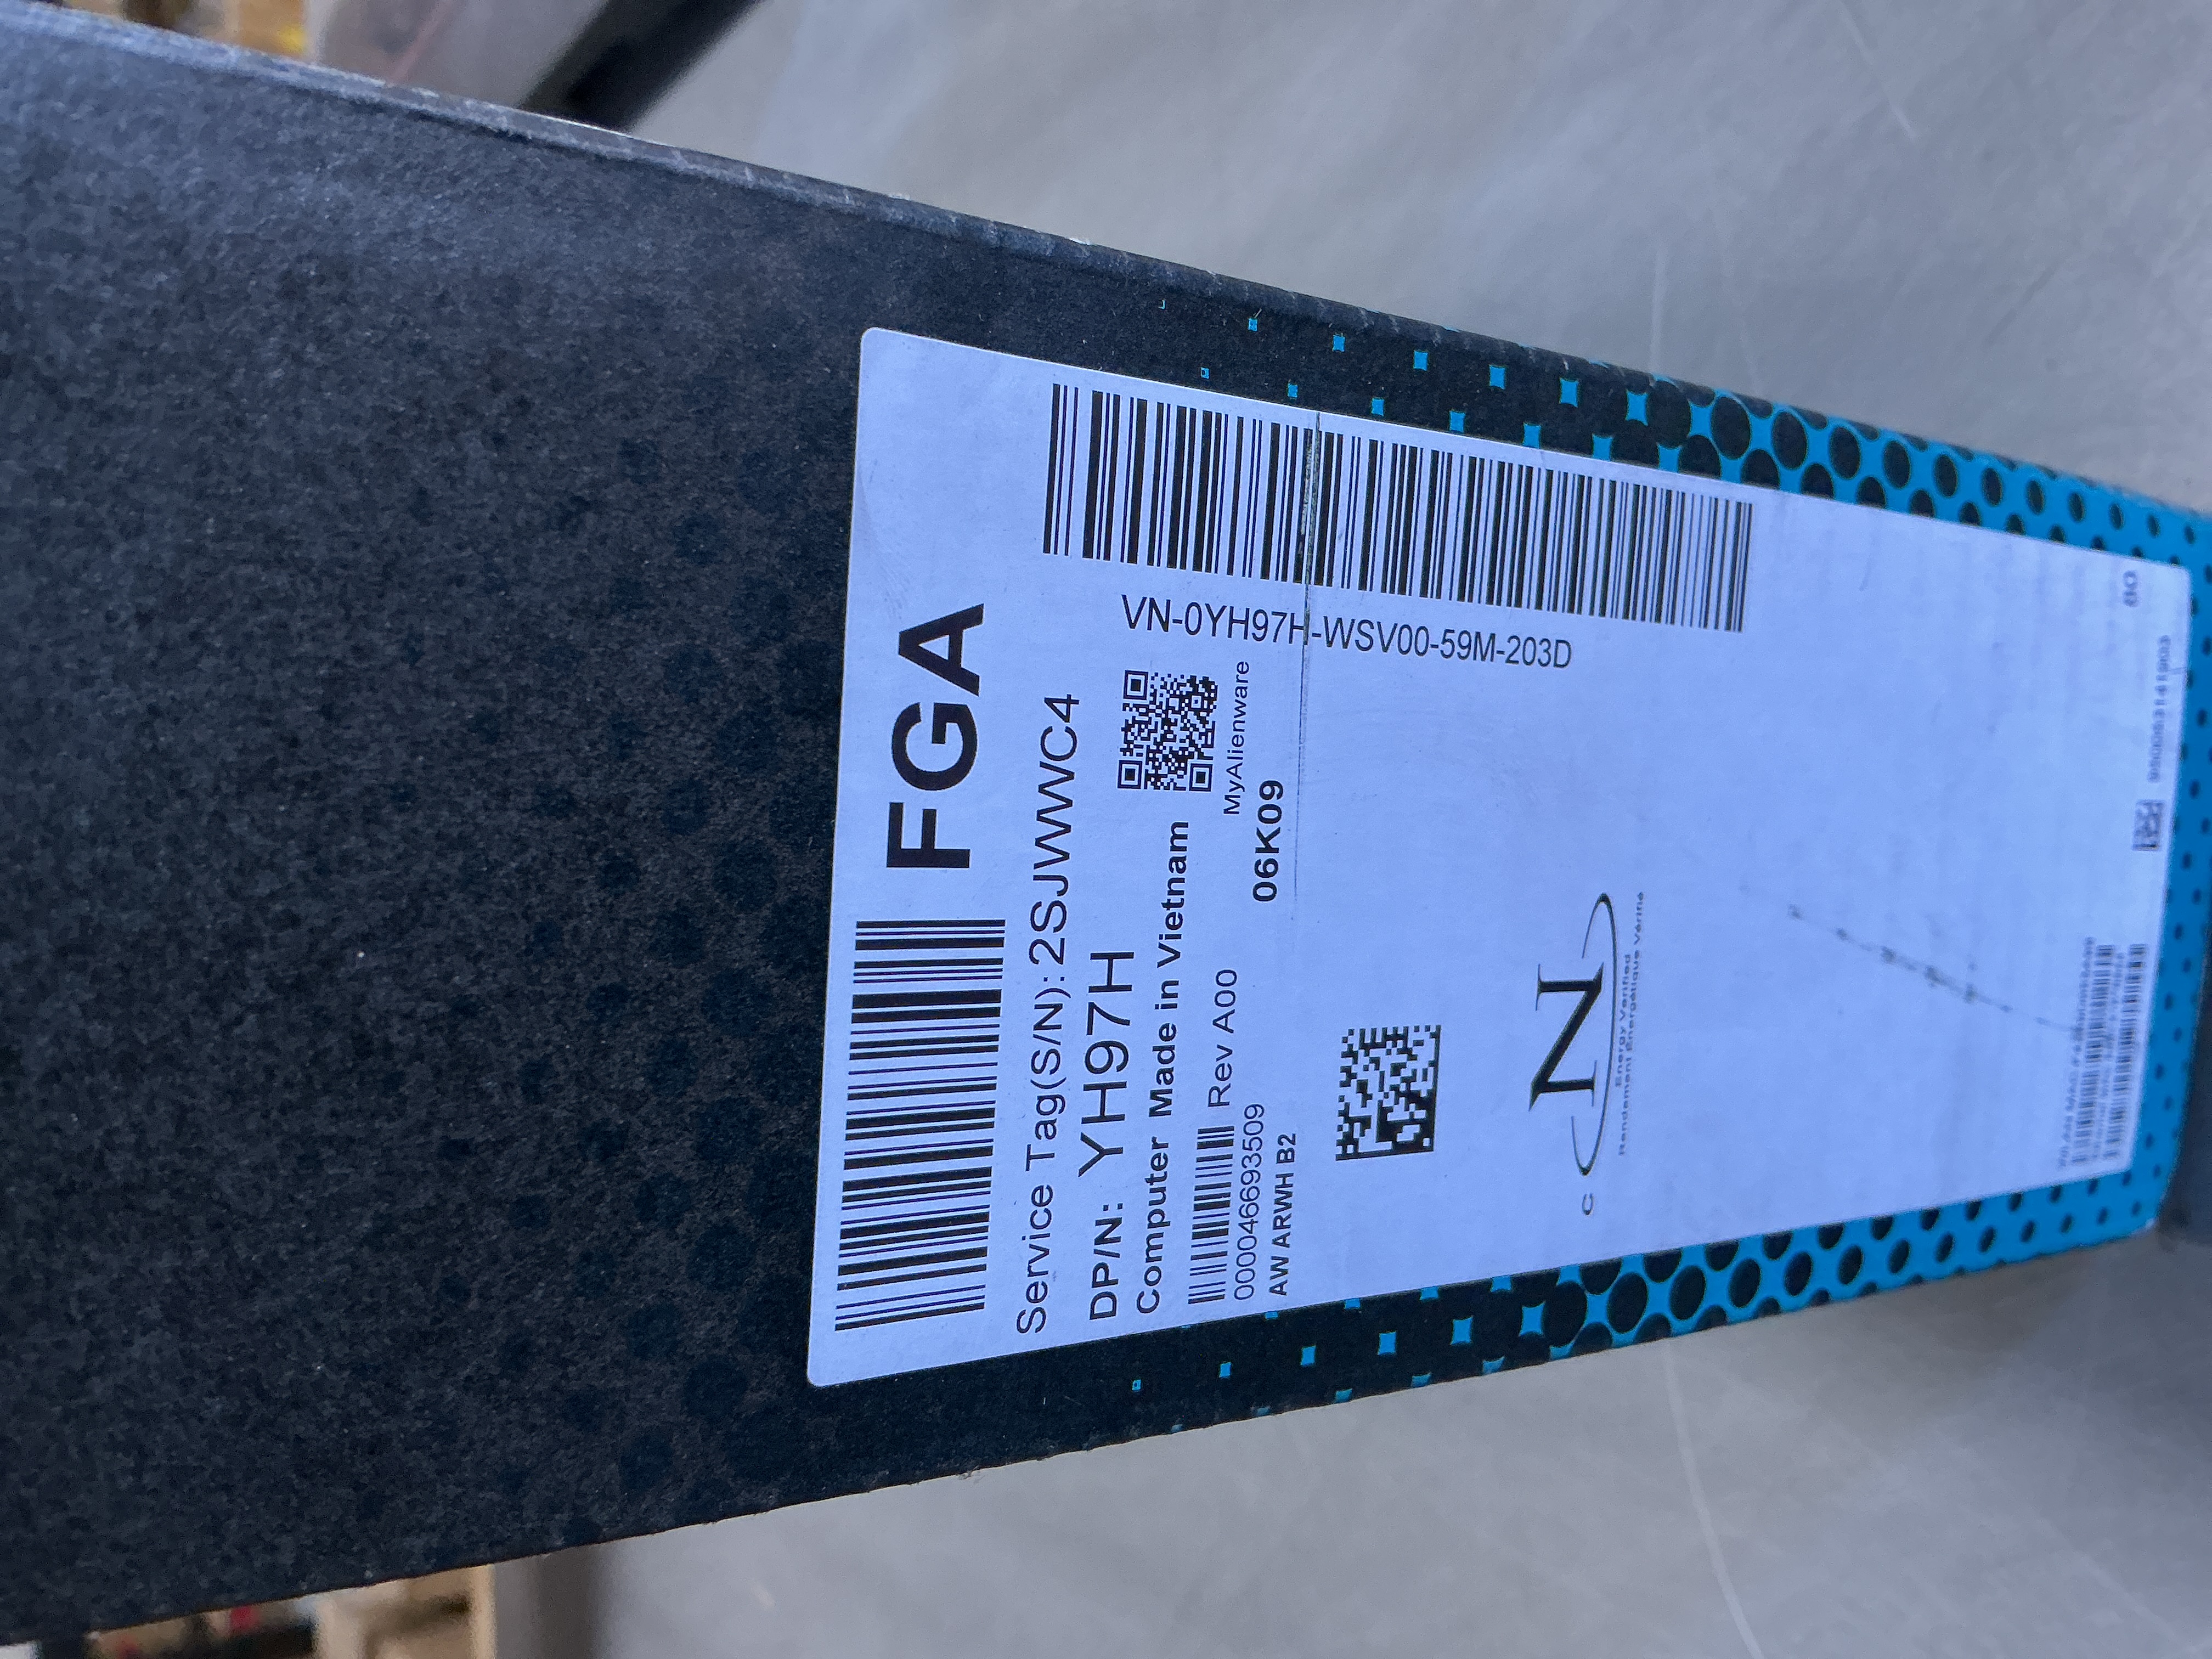 FGA
Service Tag(S/N):2SJWWC4
DP/N: YH97H
Computer Made in Vietnam
Rev A00
0000466693509
AW ARWH B2
MyAlienware
06K09
VN-0YH97H-WSV00-59M-203D
C
N
Energy Verified
Rendement Énergétique Vérifié